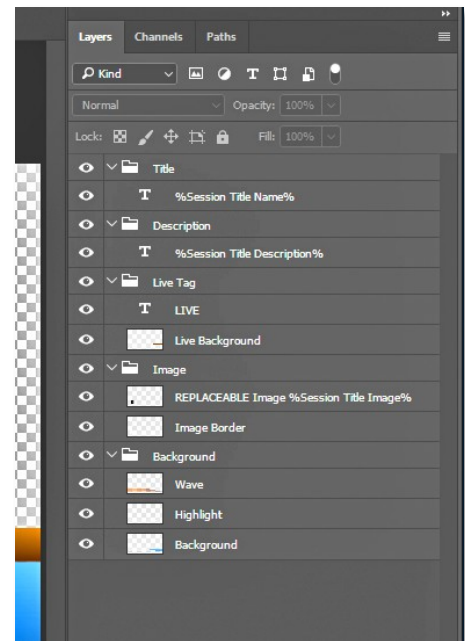 Layers Channels Paths
Kind T
Normal Opacity: 100%
Lock: Fill: 100%
Title
T %Session Title Name%
Description
T %Session Title Description%
Live Tag
T LIVE
Live Background
Image
REPLACEABLE Image %Session Title Image%
Image Border
Background
Wave
Highlight
Background